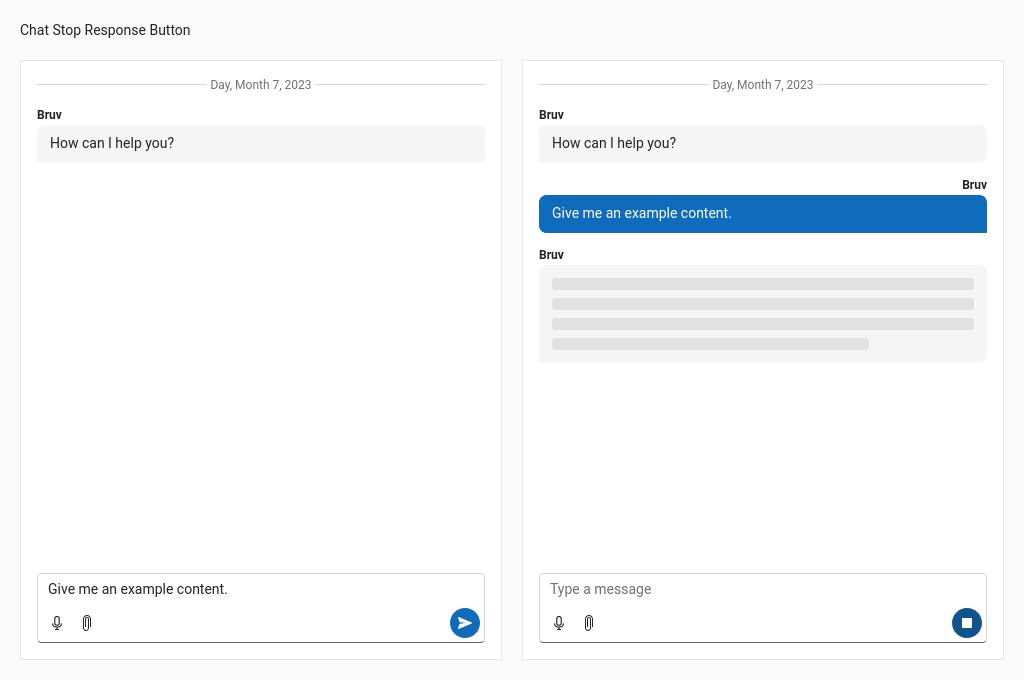 Chat Stop Response Button
Day, Month 7, 2023
Bruv
How can I help you?
Give me an example content.
Day, Month 7, 2023
Bruv
How can I help you?
Bruv
Give me an example content.
Bruv
Type a message